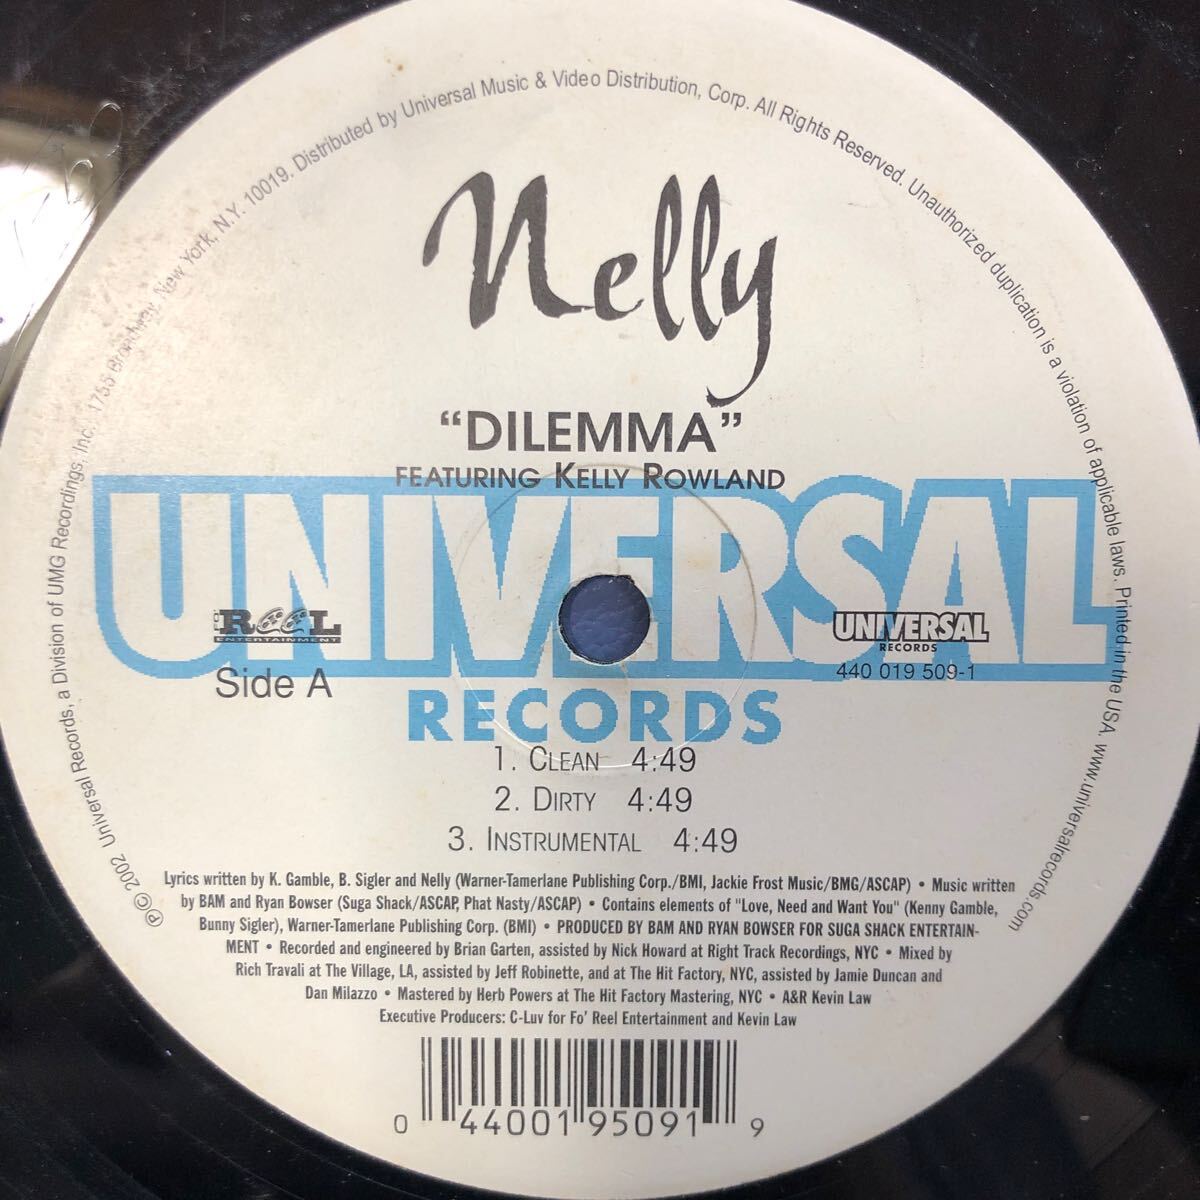 ℗© 2002 Universal Records, a Division of UMG Recordings, Inc. 1755 Broadway, New York, N.Y. 10019. Distributed by Universal Music & Video Distribution, Corp. All Rights Reserved. Unauthorized duplication is a violation of applicable laws. Printed in the USA. www.universalrecords.com
Nelly
"DILEMMA"
FEATURING KELLY ROWLAND
UNIVERSAL
RECORDS
REEL
ENTERTAINMENT
Side A
UNIVERSAL
RECORDS
440 019 509-1
1. CLEAN 4:49
2. DIRTY 4:49
3. INSTRUMENTAL 4:49
Lyrics written by K. Gamble, B. Sigler and Nelly (Warner-Tamerlane Publishing Corp./BMI, Jackie Frost Music/BMG/ASCAP) • Music written
by BAM and Ryan Bowser (Suga Shack/ASCAP, Phat Nasty/ASCAP) • Contains elements of "Love, Need and Want You" (Kenny Gamble,
Bunny Sigler), Warner-Tamerlane Publishing Corp. (BMI) • PRODUCED BY BAM AND RYAN BOWSER FOR SUGA SHACK ENTERTAIN-
MENT • Recorded and engineered by Brian Garten, assisted by Nick Howard at Right Track Recordings, NYC • Mixed by
Rich Travali at The Village, LA, assisted by Jeff Robinette, and at The Hit Factory, NYC, assisted by Jamie Duncan and
Dan Milazzo • Mastered by Herb Powers at The Hit Factory Mastering, NYC • A&R Kevin Law
Executive Producers: C-Luv for Fo' Reel Entertainment and Kevin Law
0 44001 95091 9